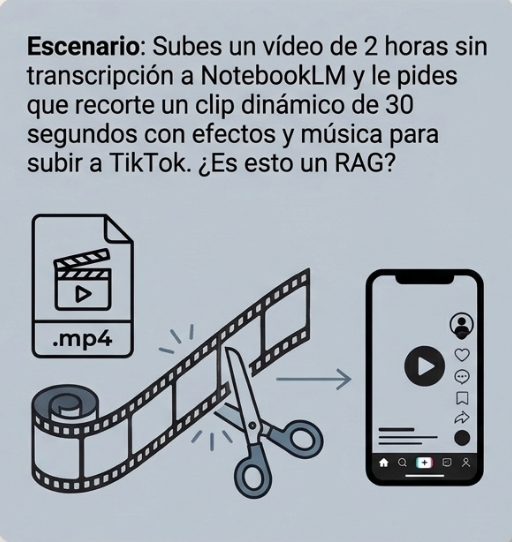 Escenario: Subes un vídeo de 2 horas sin
transcripción a NotebookLM y le pides
que recorte un clip dinámico de 30
segundos con efectos y música para
subir a TikTok. ¿Es esto un RAG?
.mp4